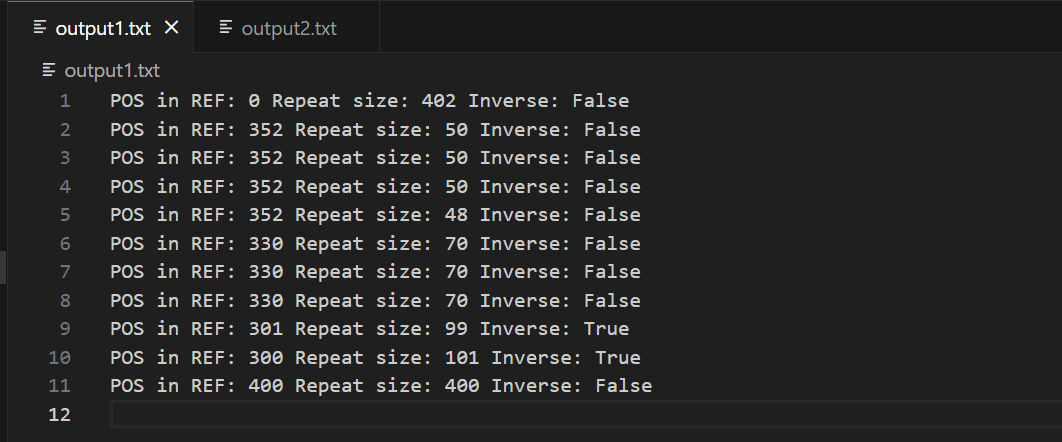 output1.txt output2.txt
output1.txt
1 POS in REF: 0 Repeat size: 402 Inverse: False
2 POS in REF: 352 Repeat size: 50 Inverse: False
3 POS in REF: 352 Repeat size: 50 Inverse: False
4 POS in REF: 352 Repeat size: 50 Inverse: False
5 POS in REF: 352 Repeat size: 48 Inverse: False
6 POS in REF: 330 Repeat size: 70 Inverse: False
7 POS in REF: 330 Repeat size: 70 Inverse: False
8 POS in REF: 330 Repeat size: 70 Inverse: False
9 POS in REF: 301 Repeat size: 99 Inverse: True
10 POS in REF: 300 Repeat size: 101 Inverse: True
11 POS in REF: 400 Repeat size: 400 Inverse: False
12